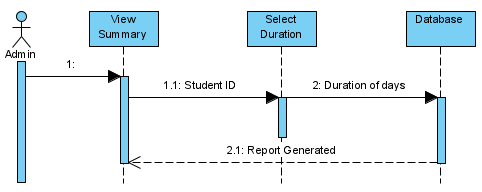 View
Summary
Select
Duration
Database
Admin
1:
1.1: Student ID
2: Duration of days
2.1: Report Generated